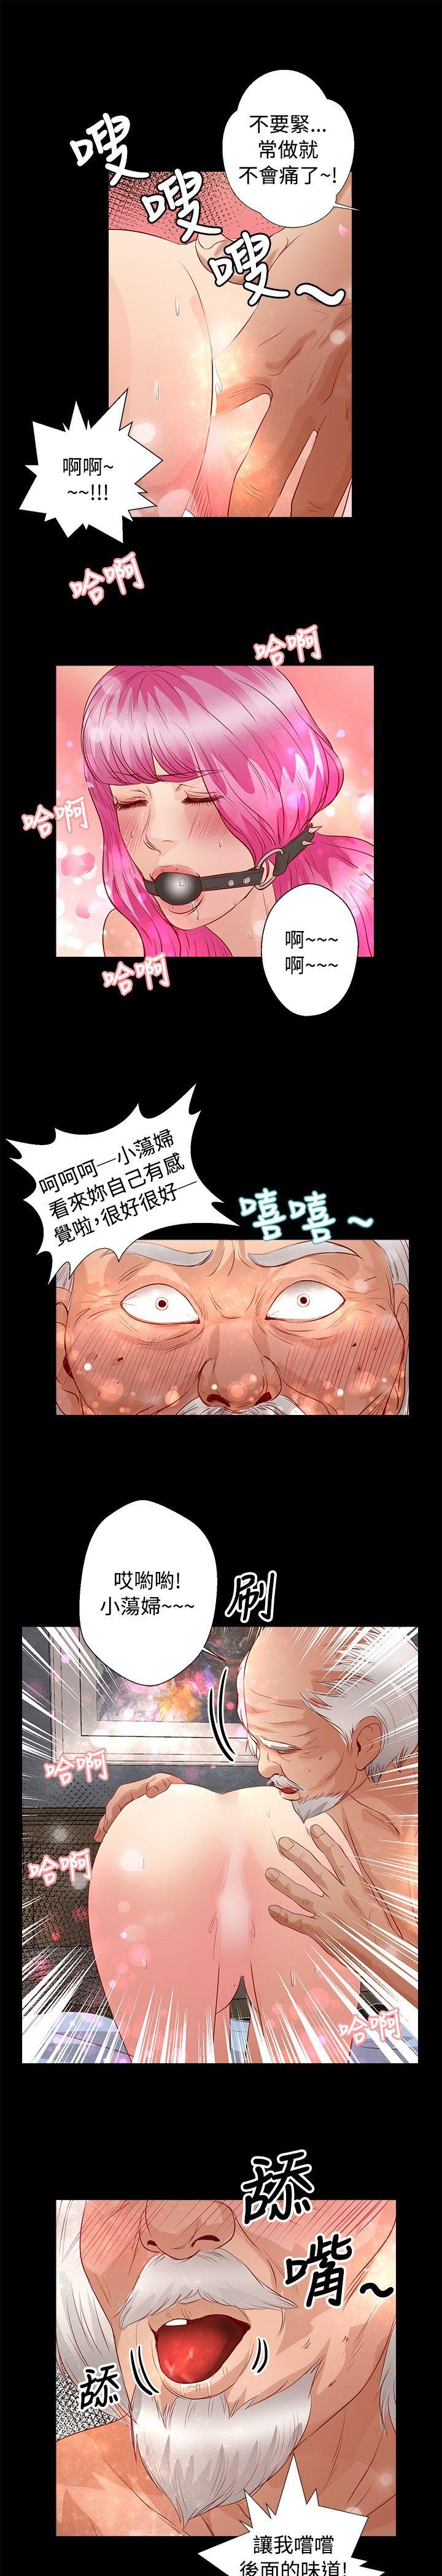 不要緊…
常做就
不會痛了~!
嗖
嗖
嗖~
啊啊~
~~!!!
哈啊
哈啊
哈啊
啊~~~
啊~~~
哈啊
呵呵呵—小蕩婦
看來妳自己有感
覺啦,很好很好—
嘻嘻~
哎喲喲!
小蕩婦~~~
刷
哈啊
哈啊
哈啊
舔
嘴~
舔
讓我嚐嚐
後面的味道!